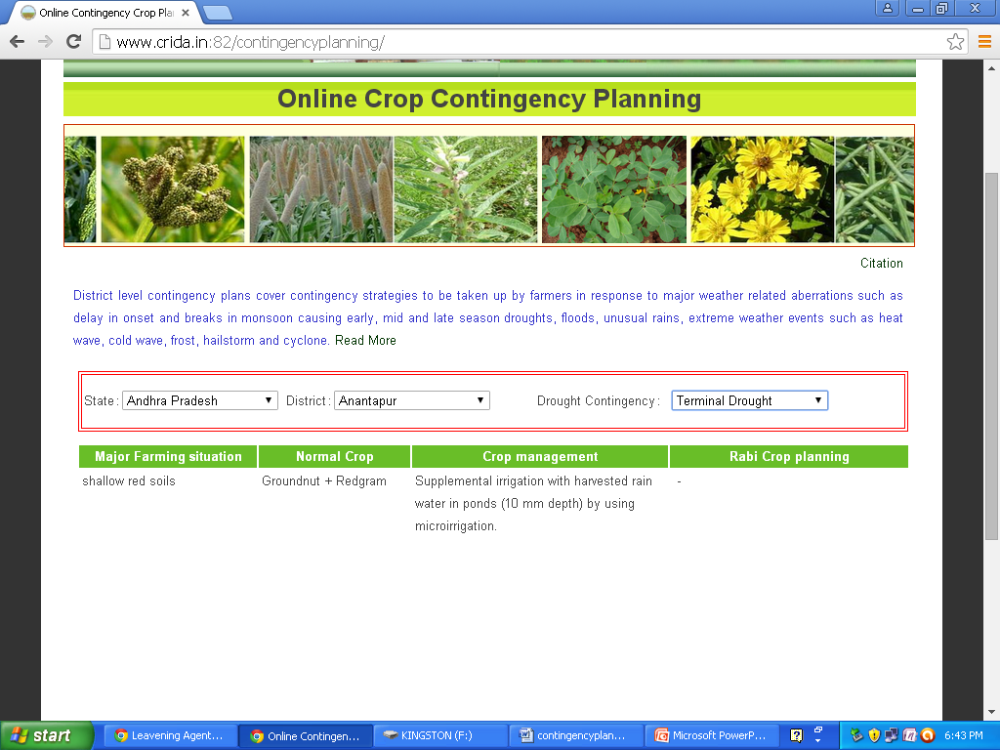 Online Contingency Crop Pla
www.crida.in:82/contingencyplanning/
Online Crop Contingency Planning
Citation
District level contingency plans cover contingency strategies to be taken up by farmers in response to major weather related aberrations such as
delay in onset and breaks in monsoon causing early, mid and late season droughts, floods, unusual rains, extreme weather events such as heat
wave, cold wave, frost, hailstorm and cyclone. Read More
State : Andhra Pradesh District : Anantapur Drought Contingency : Terminal Drought
Major Farming situation Normal Crop Crop management Rabi Crop planning
shallow red soils Groundnut + Redgram Supplemental irrigation with harvested rain -
water in ponds (10 mm depth) by using
microirrigation.
start Leavening Agent... Online Contingen... KINGSTON (F:) contingencyplan... Microsoft PowerP... 6:43 PM